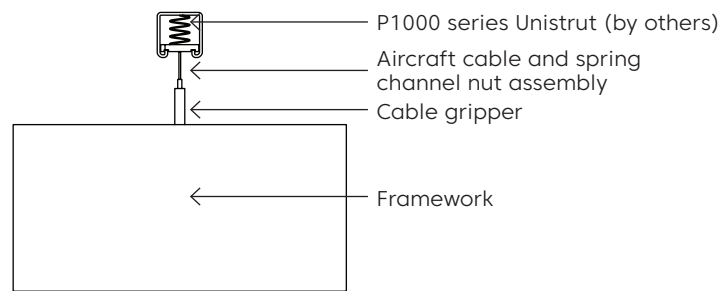 P1000 series Unistrut (by others)
Aircraft cable and spring
channel nut assembly
Cable gripper
Framework